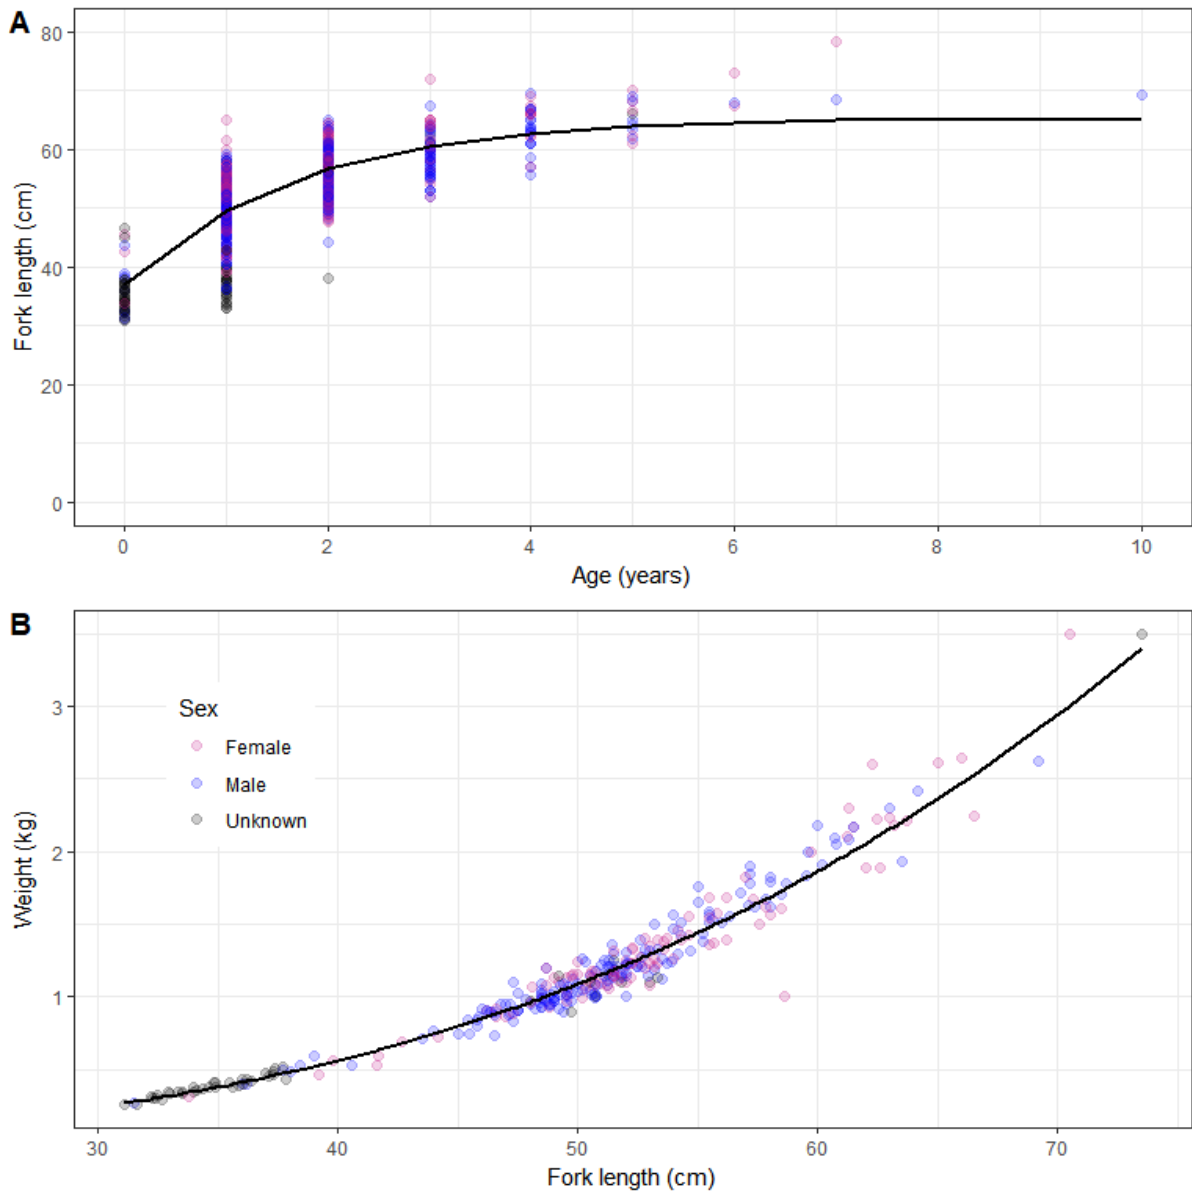 A
80
60
40
20
0
Fork length (cm)
0 2 4 6 8 10
Age (years)
B
3
2
1
Weight (kg)
Sex
Female
Male
Unknown
30 40 50 60 70
Fork length (cm)